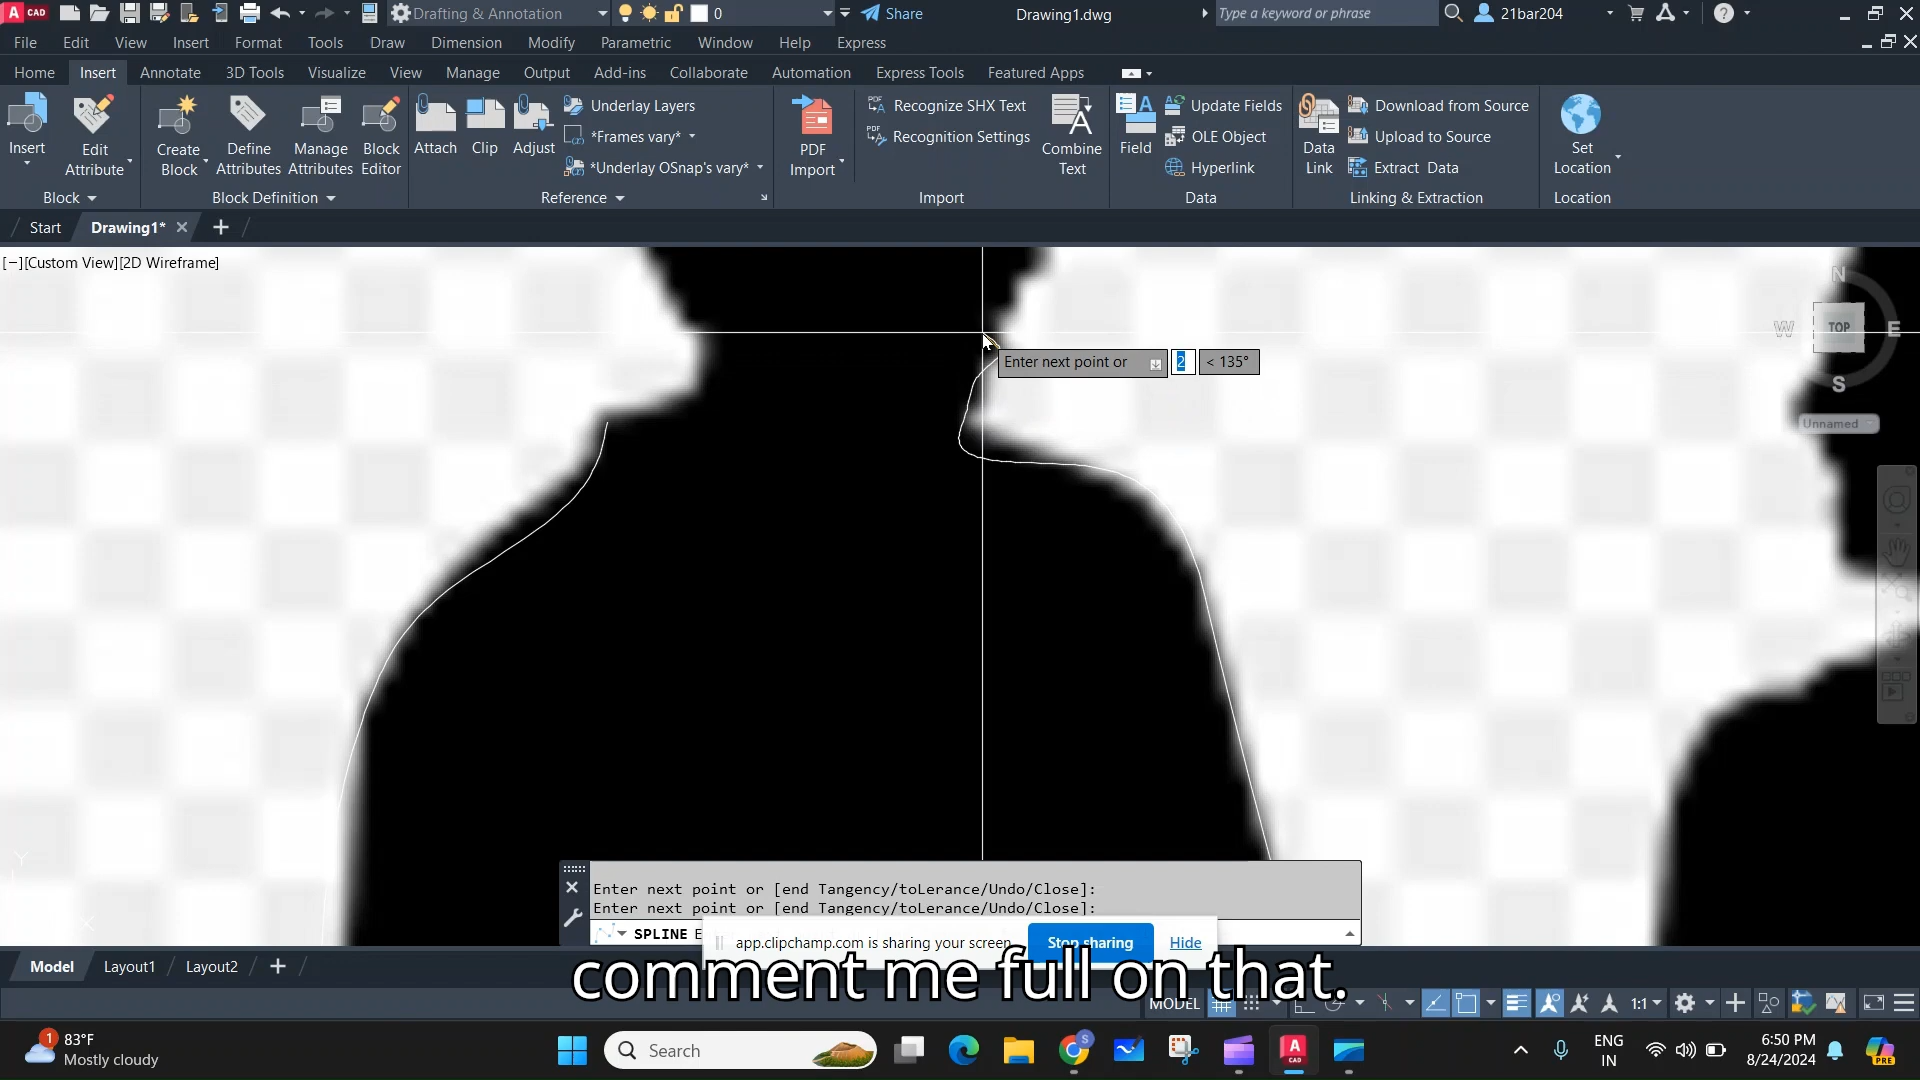 A CAD
Drafting & Annotation
0
Share
Drawing1.dwg
Type a keyword or phrase
21bar204
File Edit View Insert Format Tools Draw Dimension Modify Parametric Window Help Express
Home Insert Annotate 3D Tools Visualize View Manage Output Add-ins Collaborate Automation Express Tools Featured Apps
Insert
Edit
Attribute
Create
Block
Define
Attributes
Manage
Attributes
Block
Editor
Attach
Clip
Adjust
Underlay Layers
*Frames vary*
*Underlay OSnap's vary*
PDF
Import
Recognize SHX Text
Recognition Settings
Combine
Text
Field
Update Fields
OLE Object
Hyperlink
Data
Link
Download from Source
Upload to Source
Extract Data
Set
Location
Block
Block Definition
Reference
Import
Data
Linking & Extraction
Location
Start
Drawing1*
[−][Custom View][2D Wireframe]
N
W
TOP
E
S
Unnamed
Enter next point or
2
< 135°
Y
X
Enter next point or [end Tangency/toLerance/Undo/Close]:
Enter next point or [end Tangency/toLerance/Undo/Close]:
SPLINE E
app.clipchamp.com is sharing your screen
Stop sharing
Hide
comment me full on that.
Model
Layout1
Layout2
MODEL
1:1
1
83°F
Mostly cloudy
Search
S
A
CAD
ENG
IN
6:50 PM
8/24/2024
PRE